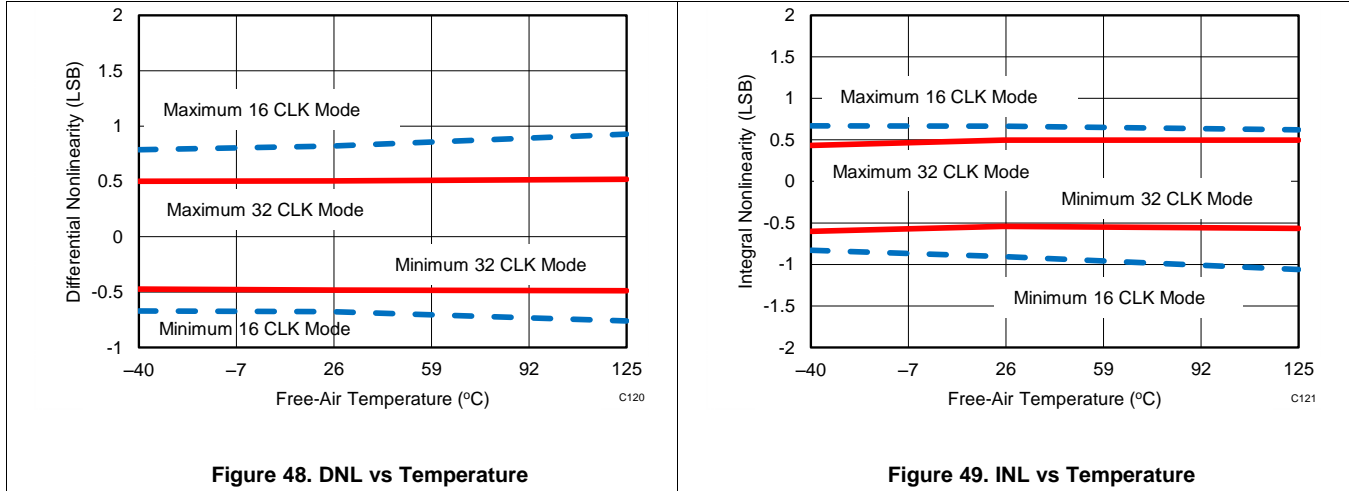 2
1.5
1
0.5
0
-0.5
-1
Differential Nonlinearity (LSB)
Maximum 16 CLK Mode
Maximum 32 CLK Mode
Minimum 32 CLK Mode
Minimum 16 CLK Mode
–40 –7 26 59 92 125
Free-Air Temperature (ºC)
C120
Figure 48. DNL vs Temperature
2
1.5
1
0.5
0
-0.5
-1
-1.5
-2
Integral Nonlinearity (LSB)
Maximum 16 CLK Mode
Maximum 32 CLK Mode
Minimum 32 CLK Mode
Minimum 16 CLK Mode
–40 –7 26 59 92 125
Free-Air Temperature (ºC)
C121
Figure 49. INL vs Temperature